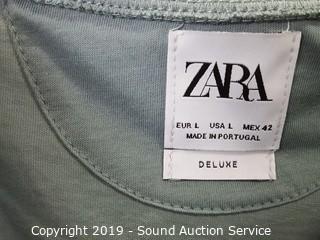 ZARA
EUR L USA L MEX 42
MADE IN PORTUGAL
DELUXE
Copyright 2019 - Sound Auction Service